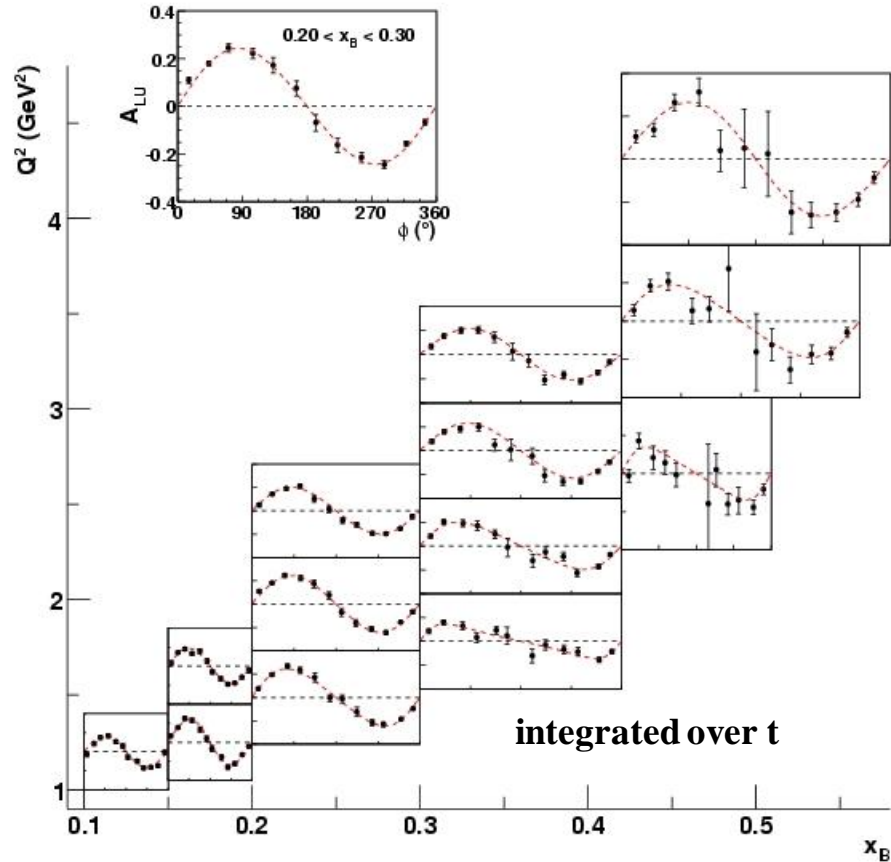 0.4
0.20 < x_B < 0.30
0.2
A_LU
0
-0.2
-0.4
0 90 180 270 360
ϕ (°)
Q² (GeV²)
4
3
2
1
integrated over t
0.1 0.2 0.3 0.4 0.5
x_B